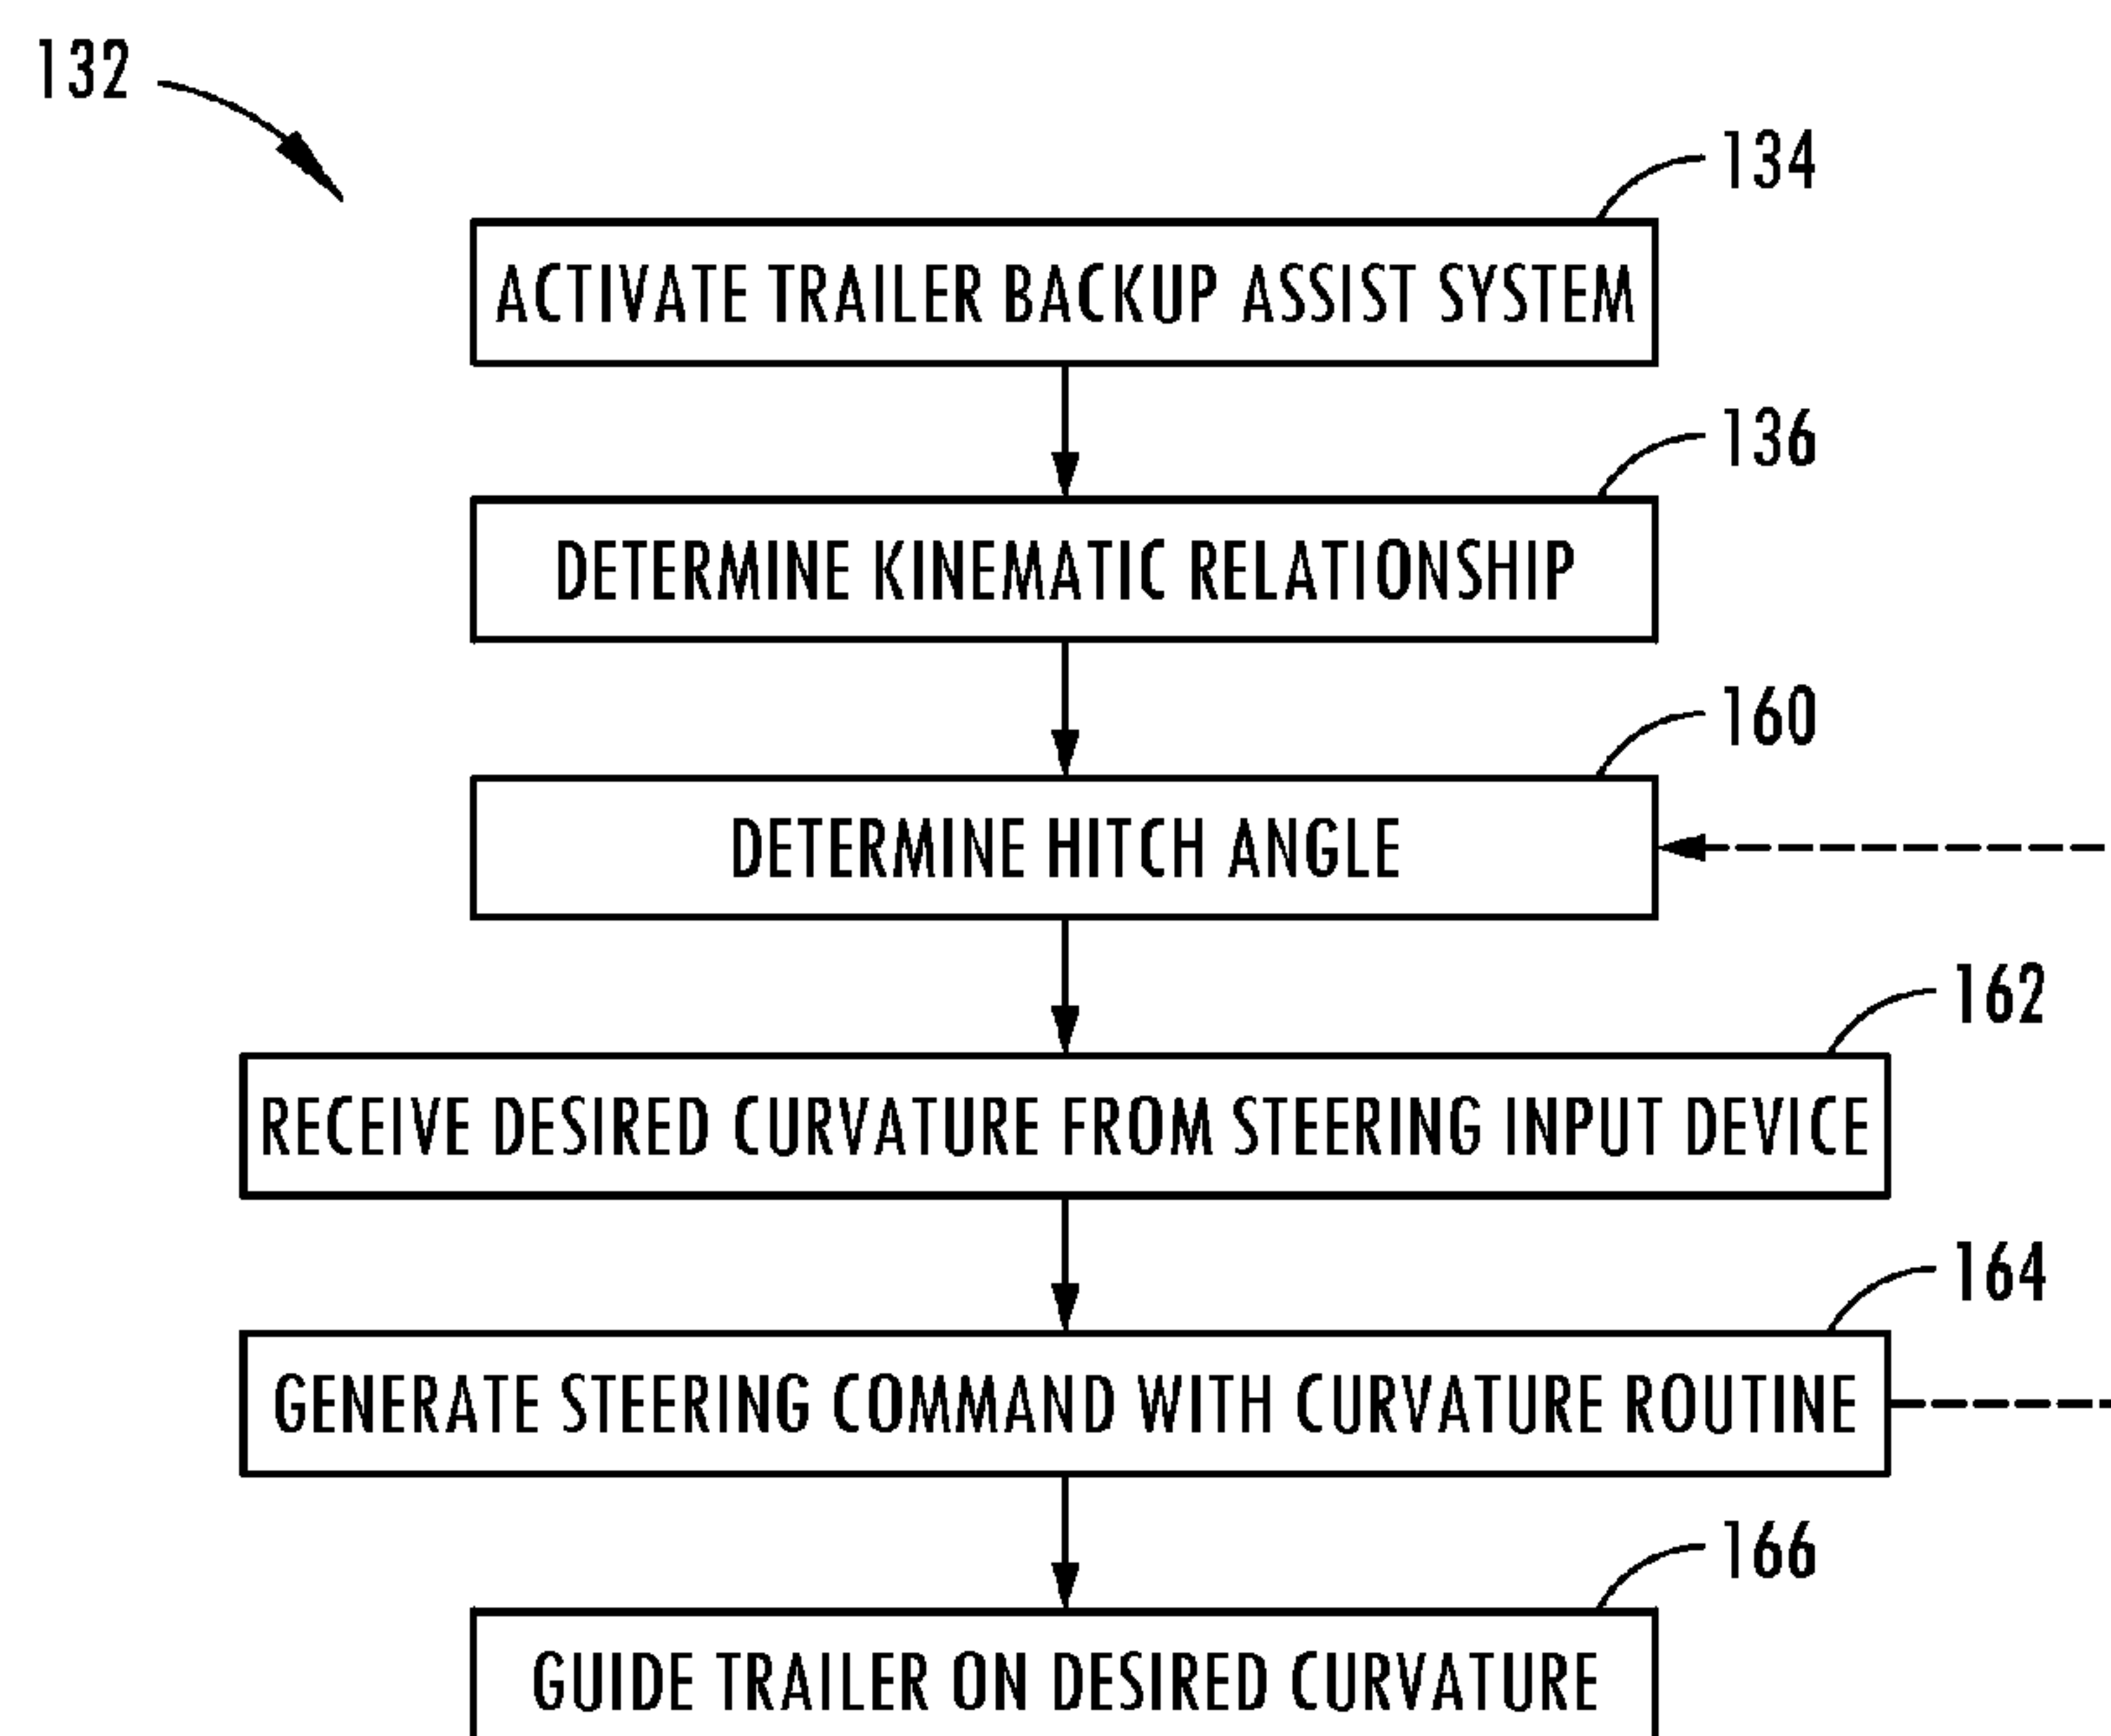 132
134
ACTIVATE TRAILER BACKUP ASSIST SYSTEM
136
DETERMINE KINEMATIC RELATIONSHIP
160
DETERMINE HITCH ANGLE
162
RECEIVE DESIRED CURVATURE FROM STEERING INPUT DEVICE
164
GENERATE STEERING COMMAND WITH CURVATURE ROUTINE
166
GUIDE TRAILER ON DESIRED CURVATURE